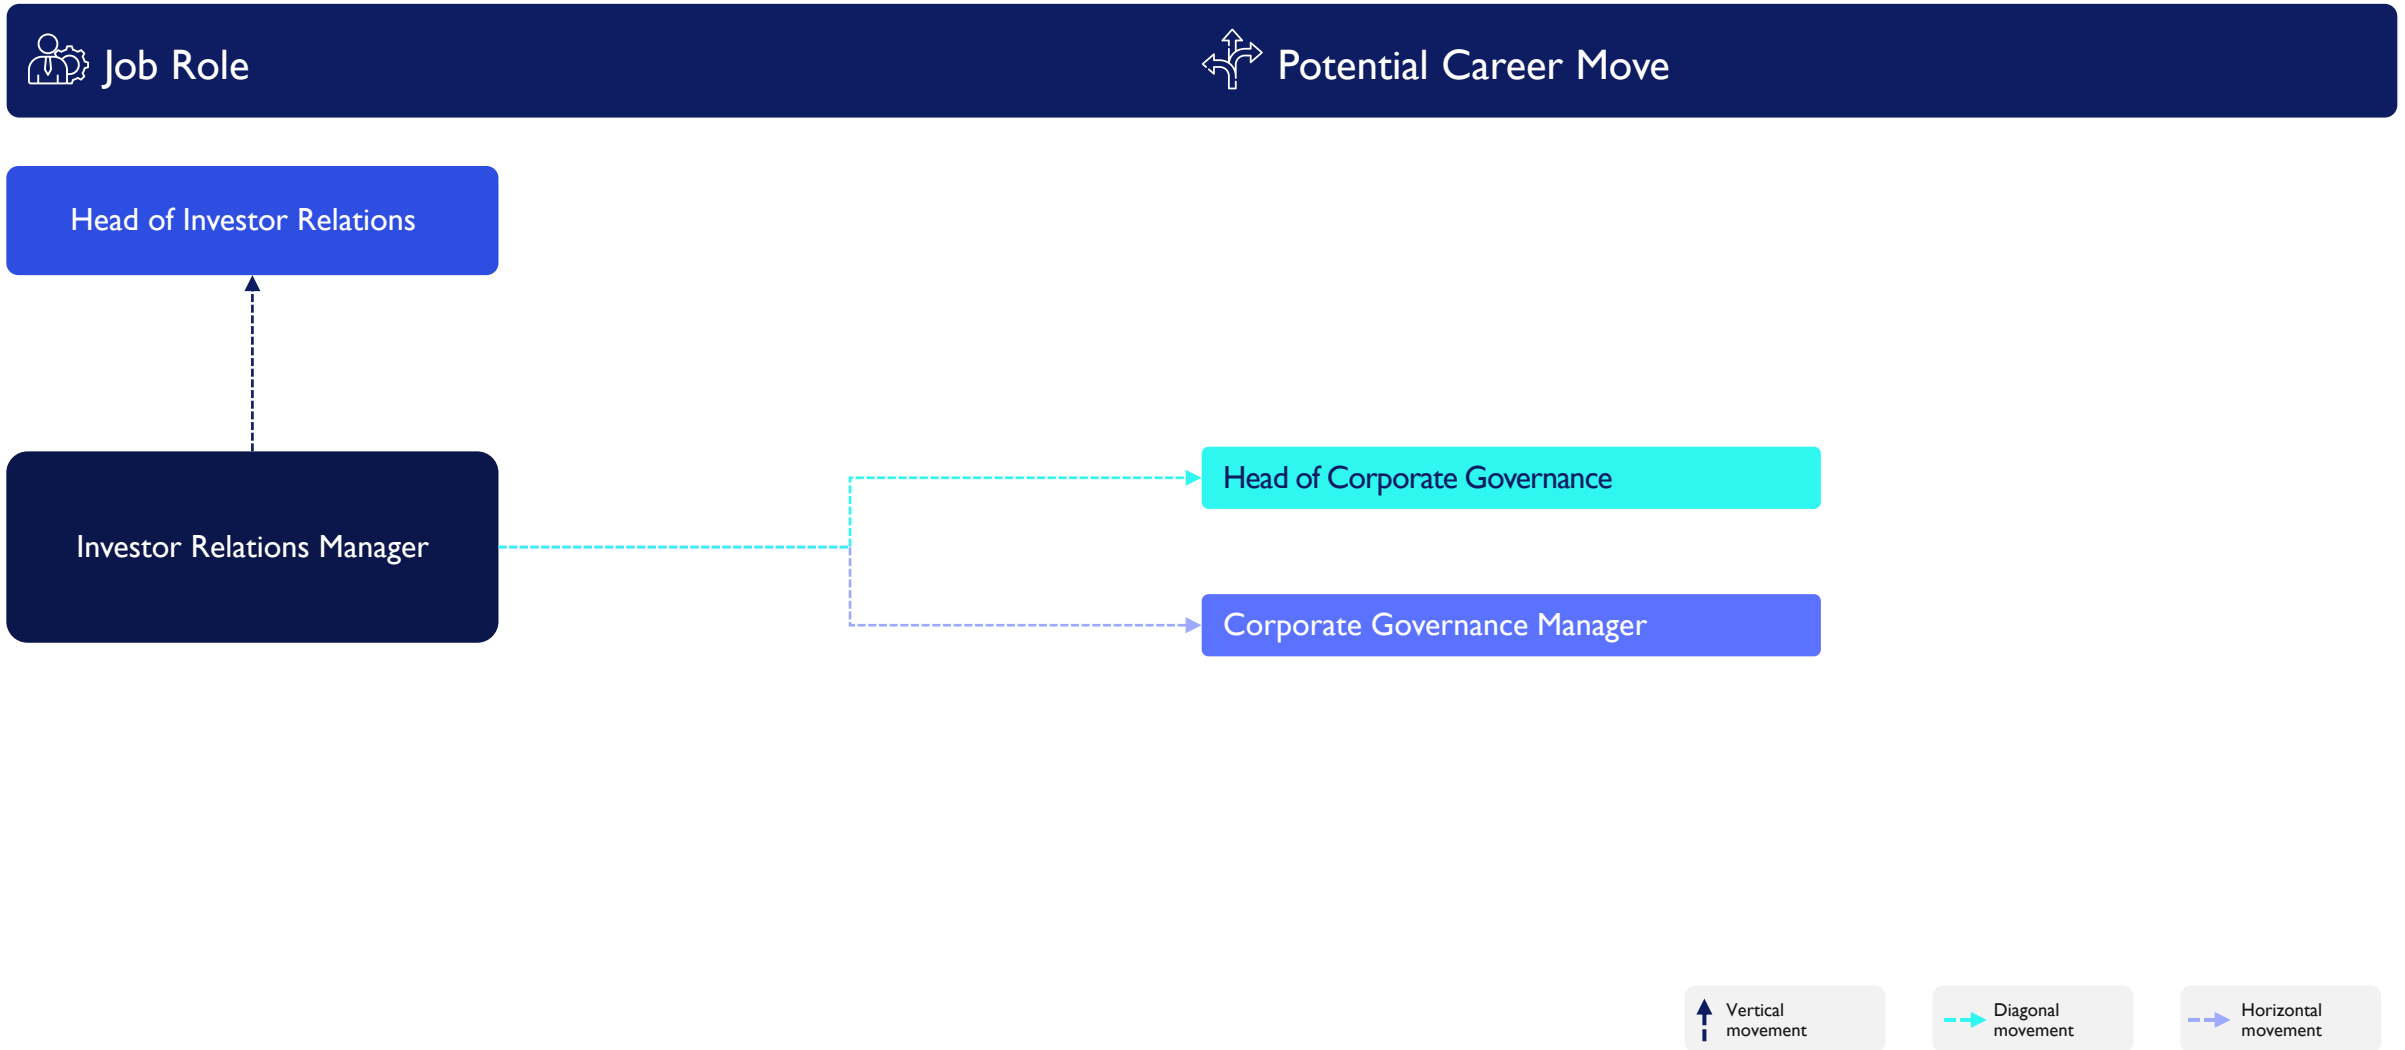 Job Role
Potential Career Move
Head of Investor Relations
Investor Relations Manager
Head of Corporate Governance
Corporate Governance Manager
Vertical
movement
Diagonal
movement
Horizontal
movement